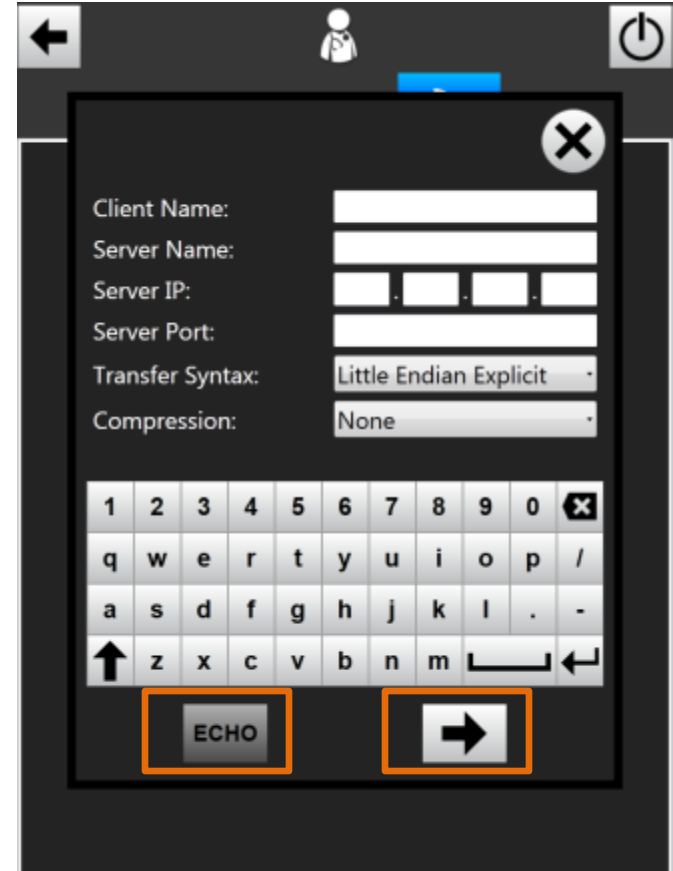 Client Name:
Server Name:
Server IP:
. . .
Server Port:
Transfer Syntax: Little Endian Explicit
Compression: None
1 2 3 4 5 6 7 8 9 0
q w e r t y u i o p /
a s d f g h j k l . -
z x c v b n m
ECHO